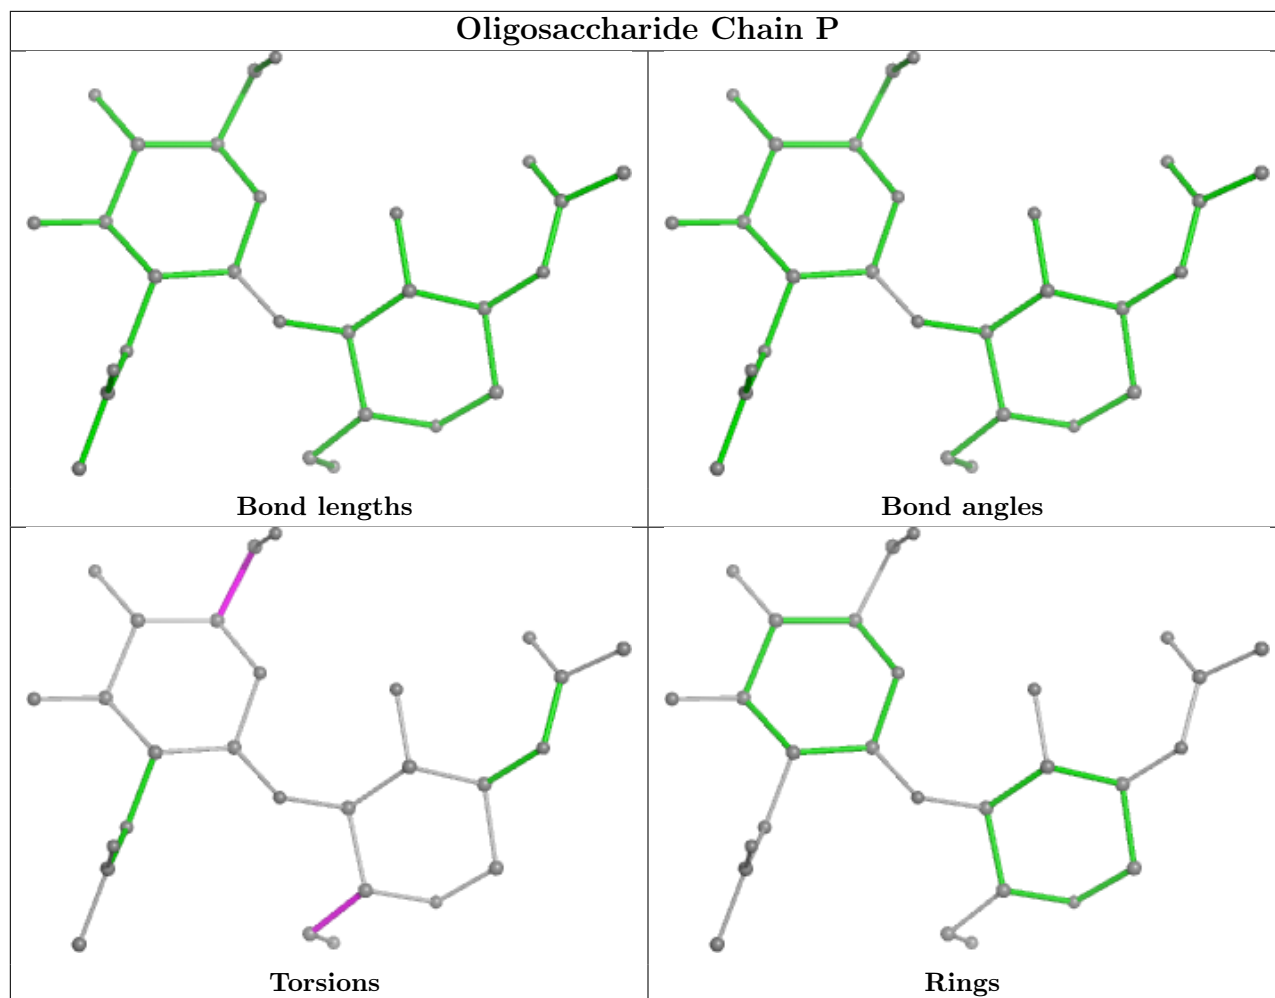 Oligosaccharide Chain P
Bond lengths
Bond angles
Torsions
Rings